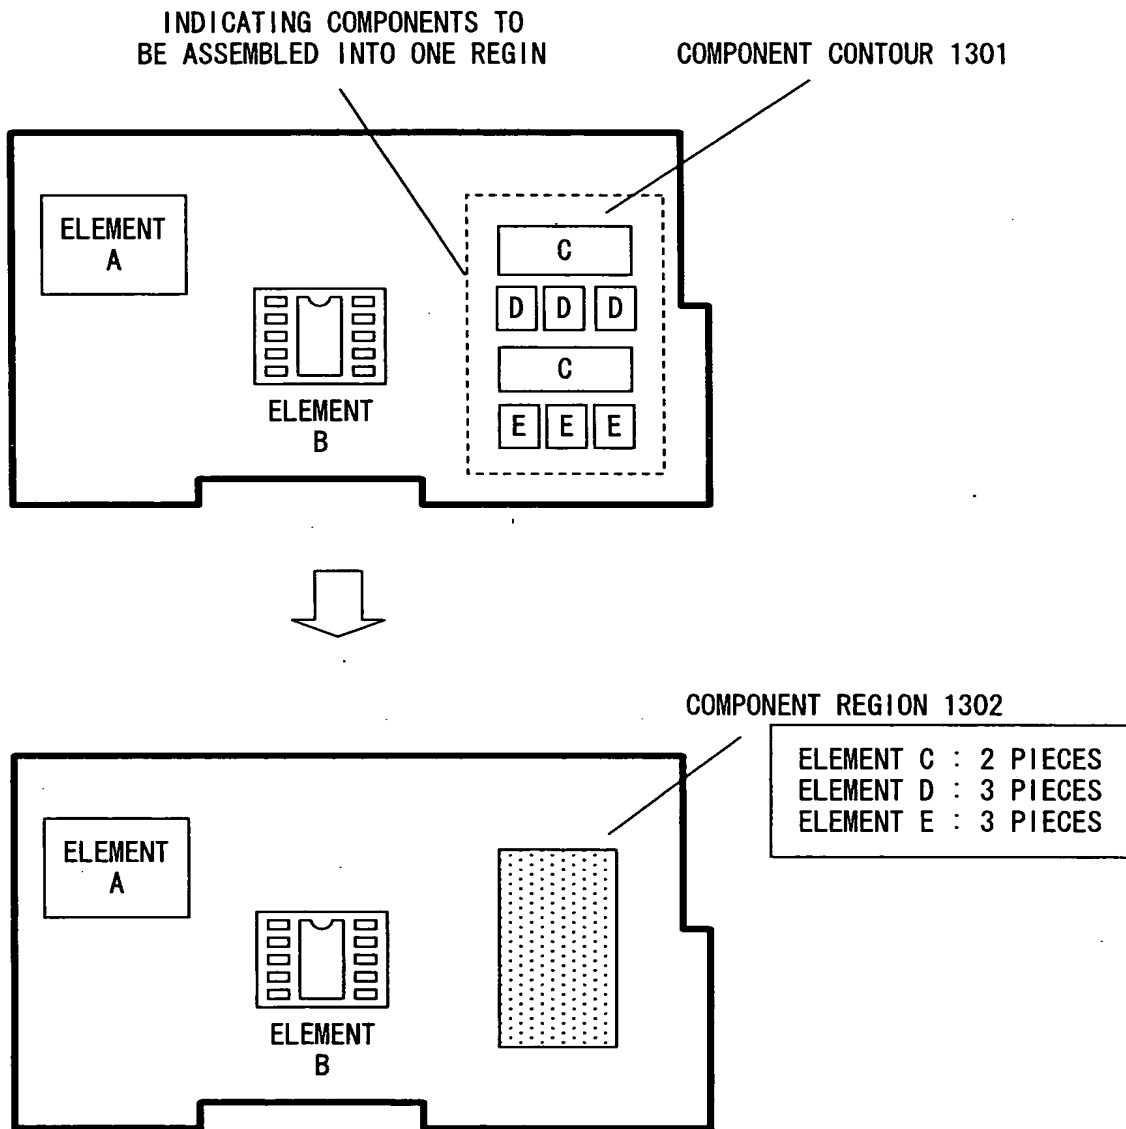 INDICATING COMPONENTS TO
BE ASSEMBLED INTO ONE REGIN
COMPONENT CONTOUR 1301
ELEMENT
A
C
D D D
C
E E E
ELEMENT
B
COMPONENT REGION 1302
ELEMENT C : 2 PIECES
ELEMENT D : 3 PIECES
ELEMENT E : 3 PIECES
ELEMENT
A
ELEMENT
B